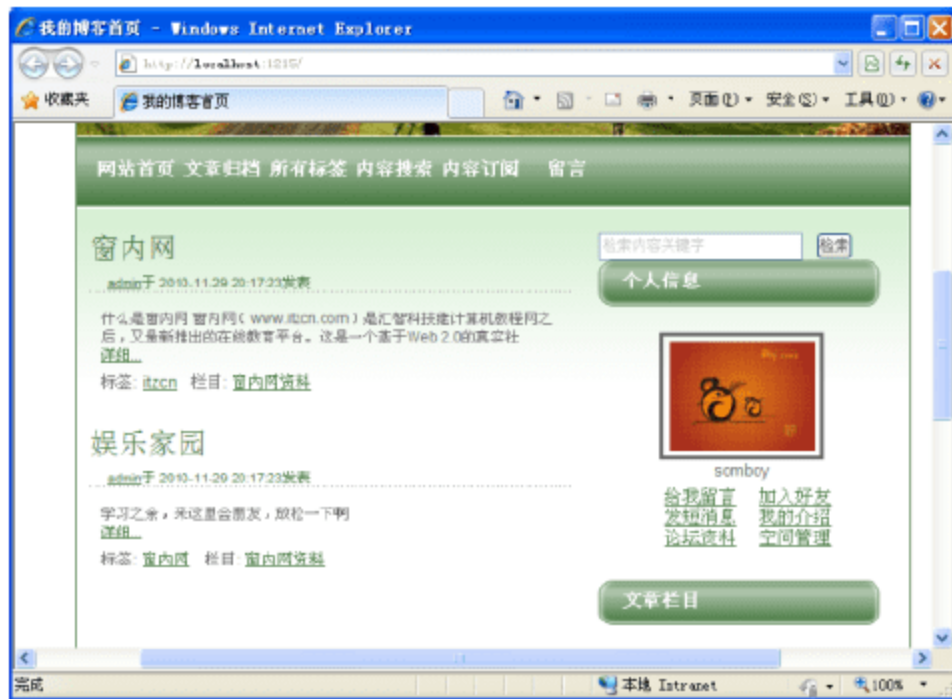 我的博客首页 - Windows Internet Explorer
http://localhost:1215/
收藏夹
我的博客首页
页面(P)
安全(S)
工具(O)
网站首页 文章归档 所有标签 内容搜索 内容订阅 留言
窗内网
admin于 2010-11-29 20:17:23发表
什么是窗内网 窗内网( www.itzcn.com ) 是汇智科技继计算机教程网之
后，又最新推出的在线教育平台。这是一个基于Web 2.0的真实社
详细...
标签: itzcn 栏目: 窗内网资料
娱乐家园
admin于 2010-11-29 20:17:23发表
学习之余，来这里会朋友，放松一下啊
详细...
标签: 窗内网 栏目: 窗内网资料
检索内容关键字
检索
个人信息
somboy
给我留言 加入好友
发短消息 我的介绍
论坛资料 空间管理
文章栏目
完成
本地 Intranet
100%